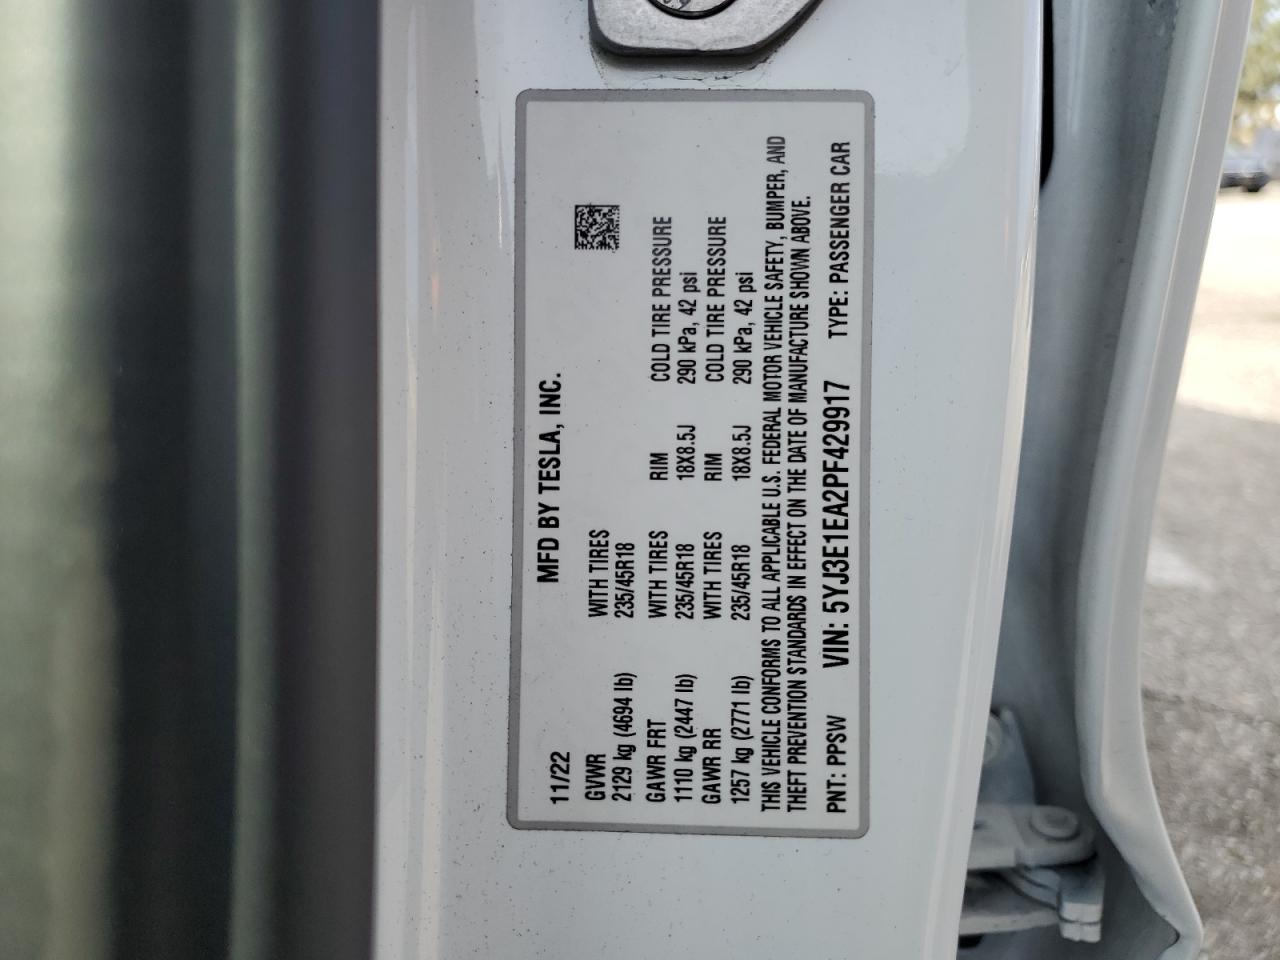 11/22 MFD BY TESLA, INC.
GVWR WITH TIRES
2129 kg (4694 lb) 235/45R18
GAWR FRT WITH TIRES RIM COLD TIRE PRESSURE
1110 kg (2447 lb) 235/45R18 18X8.5J 290 kPa, 42 psi
GAWR RR WITH TIRES RIM COLD TIRE PRESSURE
1257 kg (2771 lb) 235/45R18 18X8.5J 290 kPa, 42 psi
THIS VEHICLE CONFORMS TO ALL APPLICABLE U.S. FEDERAL MOTOR VEHICLE SAFETY, BUMPER, AND
THEFT PREVENTION STANDARDS IN EFFECT ON THE DATE OF MANUFACTURE SHOWN ABOVE.
PNT: PPSW VIN: 5YJ3E1EA2PF429917 TYPE: PASSENGER CAR